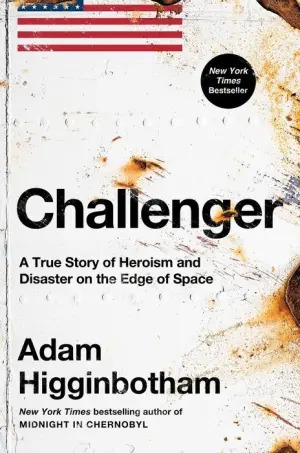 New York
Times
Bestseller
Challenger
A True Story of Heroism and
Disaster on the Edge of Space
Adam
Higginbotham
New York Times bestselling author of
MIDNIGHT IN CHERNOBYL